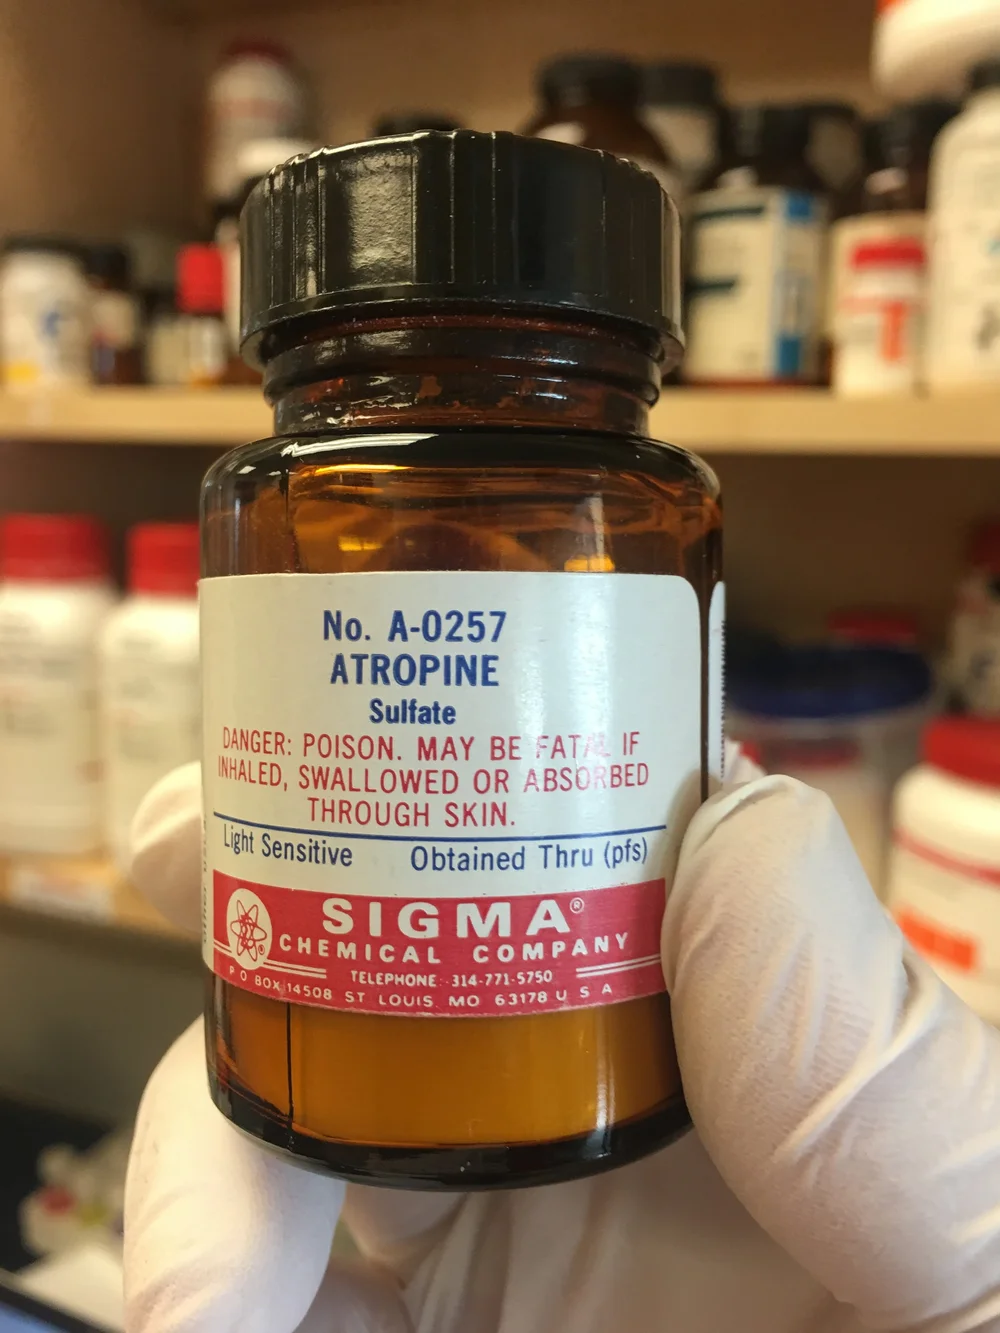 No. A-0257
ATROPINE
Sulfate
DANGER: POISON. MAY BE FATAL IF
INHALED, SWALLOWED OR ABSORBED
THROUGH SKIN.
Light Sensitive Obtained Thru (pfs)
SIGMA®
CHEMICAL COMPANY
TELEPHONE: 314-771-5750
P O BOX 14508 ST LOUIS MO 63178 U S A